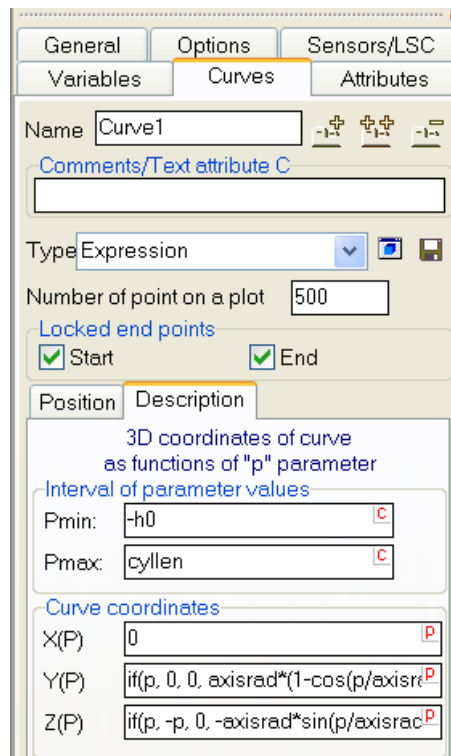 General Options Sensors/LSC
Variables Curves Attributes
Name Curve1
Comments/Text attribute C
Type Expression
Number of point on a plot 500
Locked end points
Start End
Position Description
3D coordinates of curve
as functions of "p" parameter
Interval of parameter values
Pmin: -h0 C
Pmax: cyllen C
Curve coordinates
X(P) 0 P
Y(P) if(p, 0, 0, axisrad*(1-cos(p/axisra P
Z(P) if(p, -p, 0, -axisrad*sin(p/axisrac P